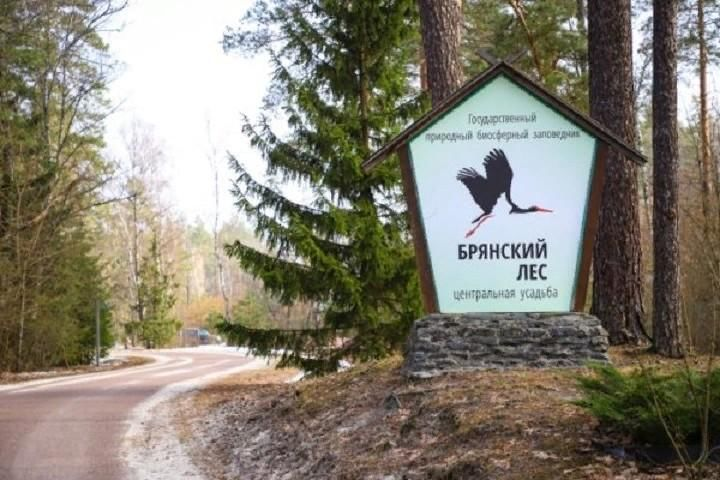 Государственный
природный биосферный заповедник
БРЯНСКИЙ
ЛЕС
центральная усадьба